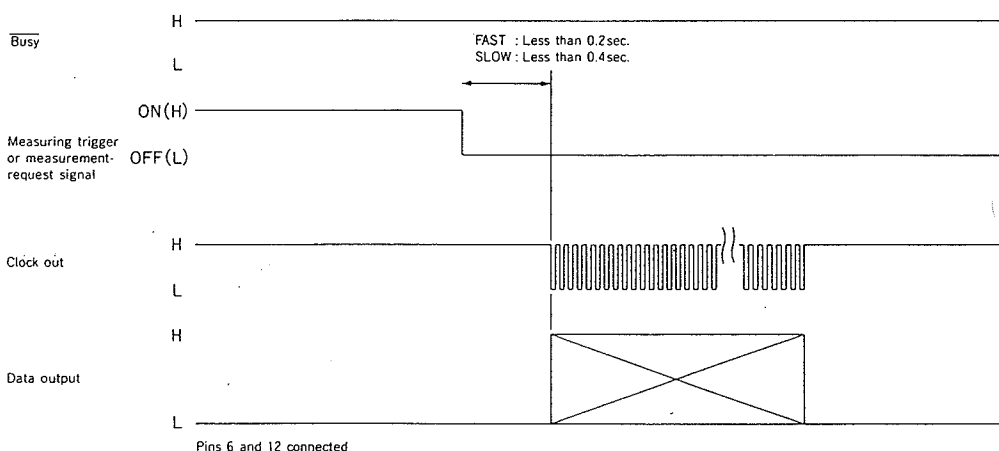 H
Busy
L
FAST : Less than 0.2sec.
SLOW : Less than 0.4sec.
ON(H)
Measuring trigger
or measurement-
request signal
OFF(L)
H
Clock out
L
H
Data output
L
Pins 6 and 12 connected